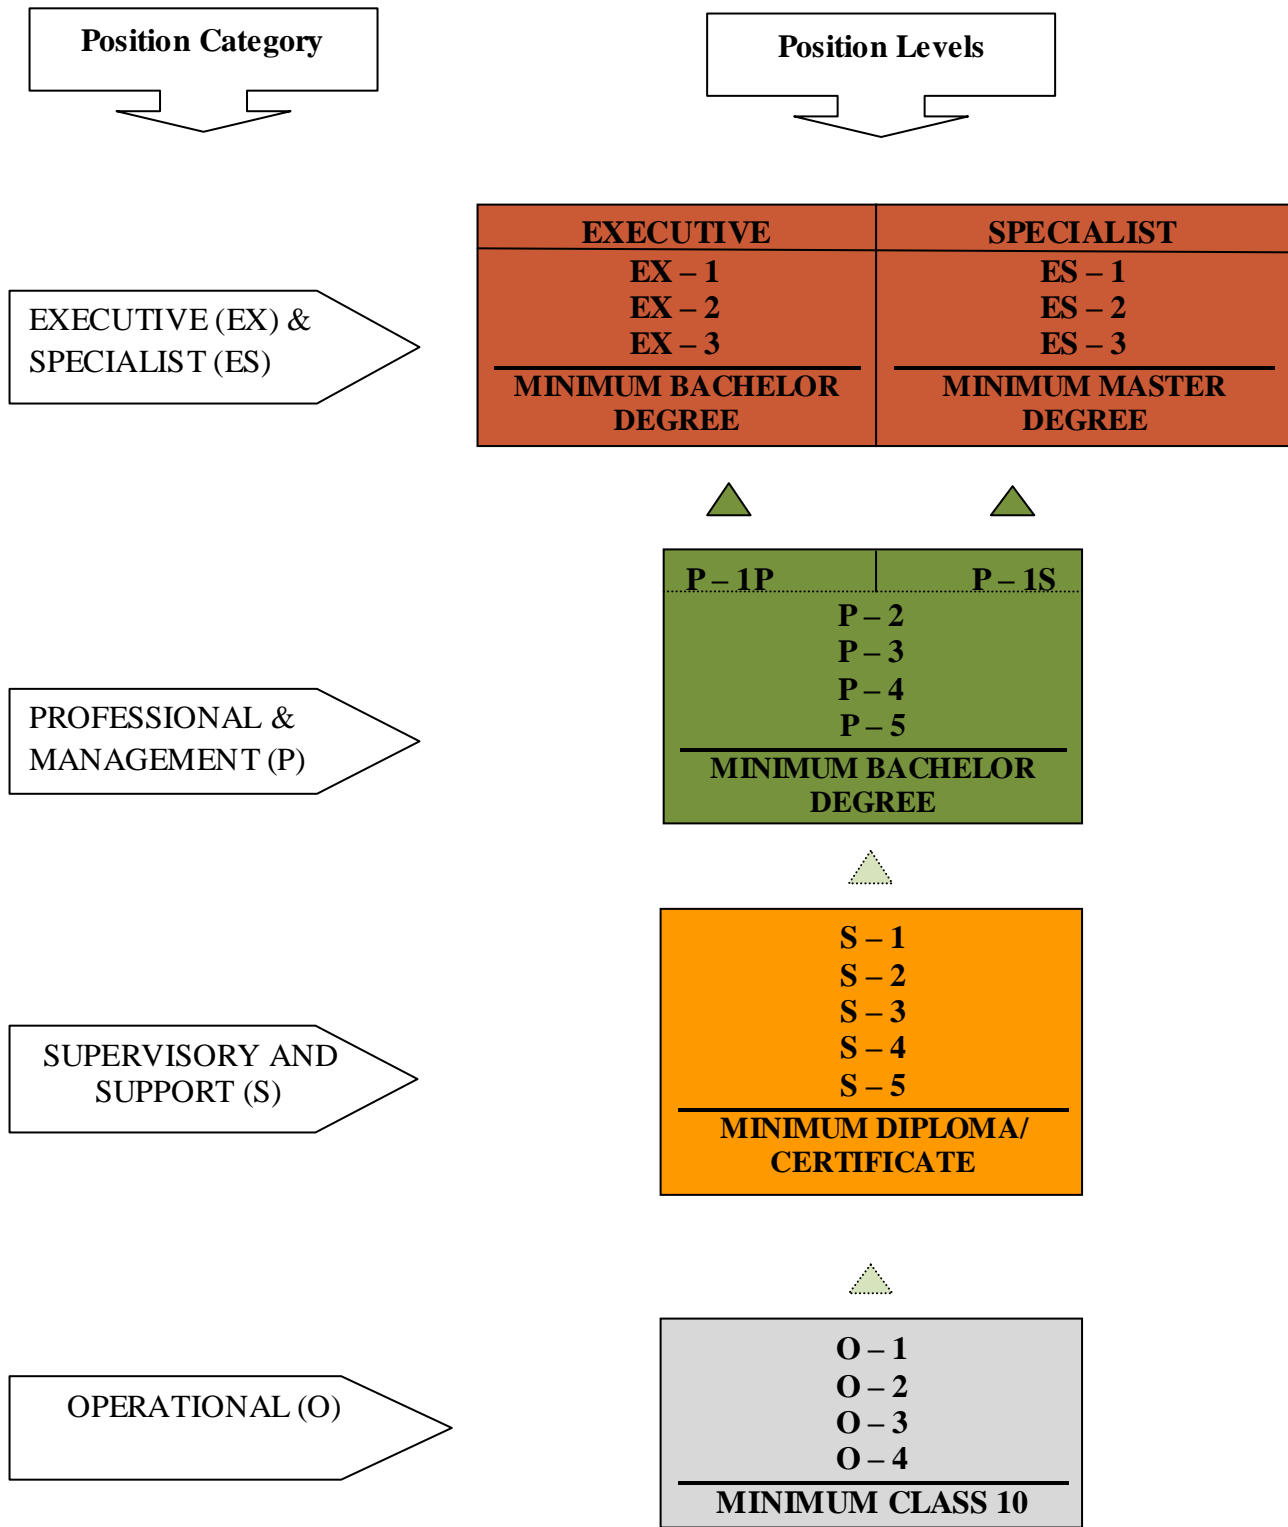 Position Category
Position Levels
EXECUTIVE (EX) &
SPECIALIST (ES)
EXECUTIVE
EX – 1
EX – 2
EX – 3
MINIMUM BACHELOR
DEGREE
SPECIALIST
ES – 1
ES – 2
ES – 3
MINIMUM MASTER
DEGREE
PROFESSIONAL &
MANAGEMENT (P)
P – 1P
P – 1S
P – 2
P – 3
P – 4
P – 5
MINIMUM BACHELOR
DEGREE
SUPERVISORY AND
SUPPORT (S)
S – 1
S – 2
S – 3
S – 4
S – 5
MINIMUM DIPLOMA/
CERTIFICATE
OPERATIONAL (O)
O – 1
O – 2
O – 3
O – 4
MINIMUM CLASS 10